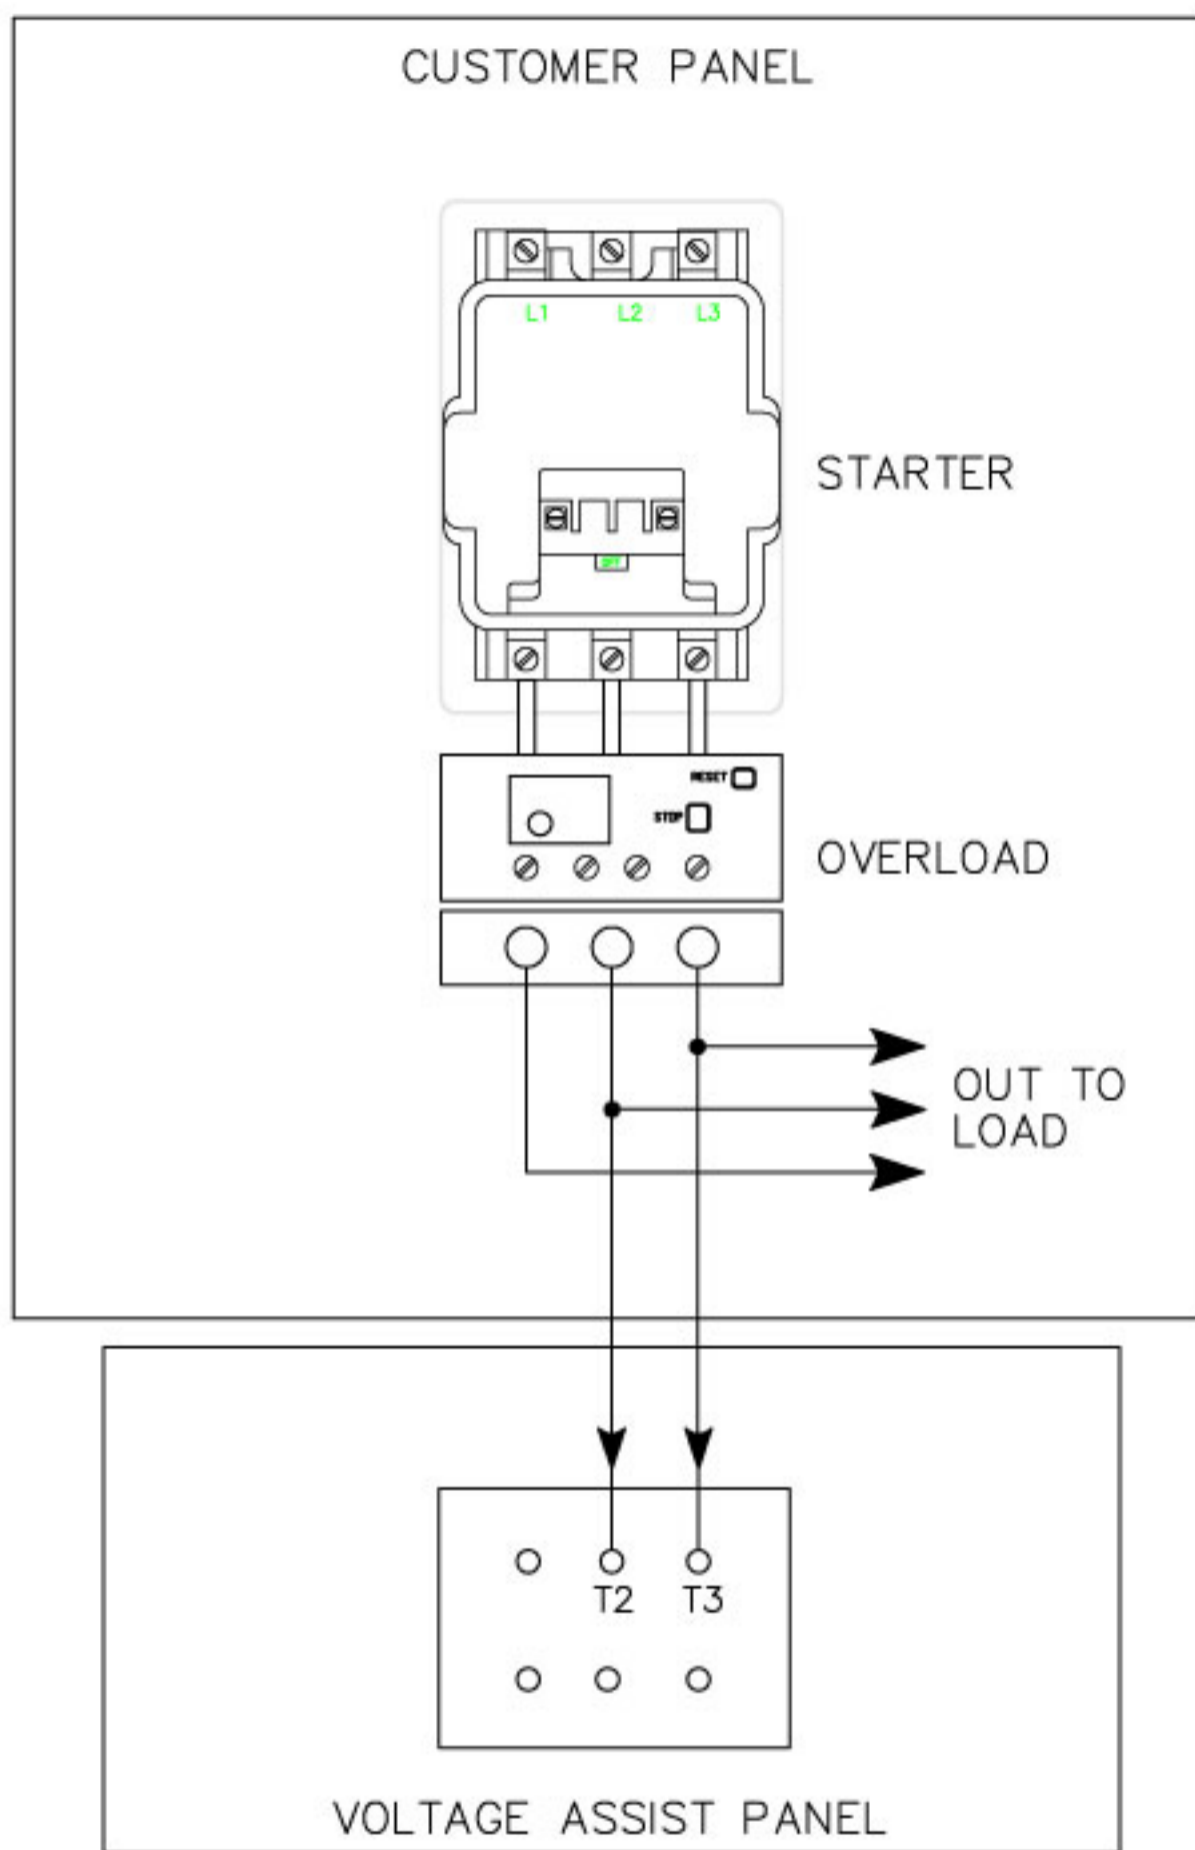 CUSTOMER PANEL
L1 L2 L3
STARTER
RESET
STOP
OVERLOAD
OUT TO
LOAD
T2 T3
VOLTAGE ASSIST PANEL